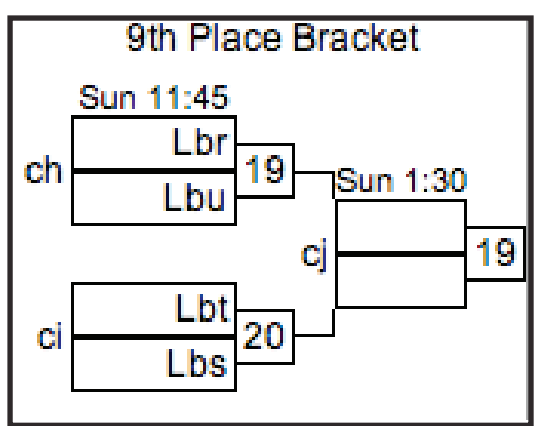 9th Place Bracket
Sun 11:45
Lbr
ch
19
Lbu
Sun 1:30
cj
19
Lbt
ci
20
Lbs